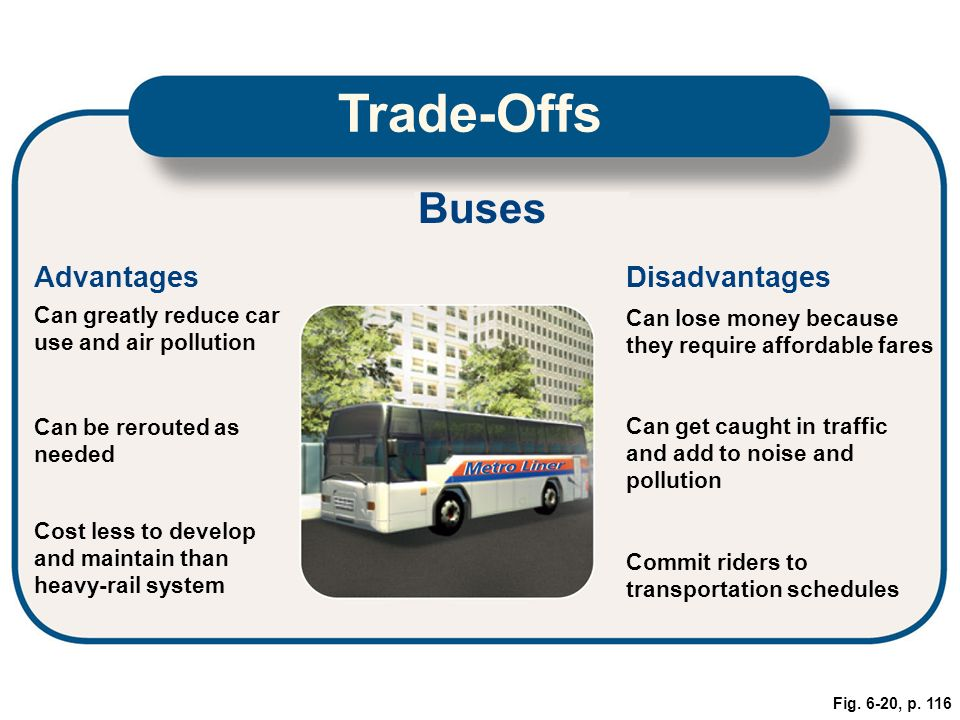 Trade-Offs
Buses
Advantages
Can greatly reduce car
use and air pollution
Can be rerouted as
needed
Cost less to develop
and maintain than
heavy-rail system
Metro Liner
Disadvantages
Can lose money because
they require affordable fares
Can get caught in traffic
and add to noise and
pollution
Commit riders to
transportation schedules
Fig. 6-20, p. 116